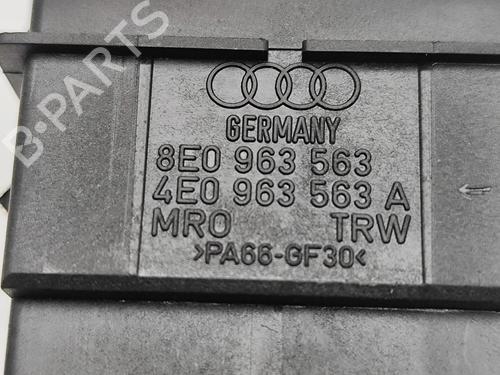 B-PARTS
GERMANY
8E0 963 563
4E0 963 563 A
MRO TRW
>PA66-GF30<